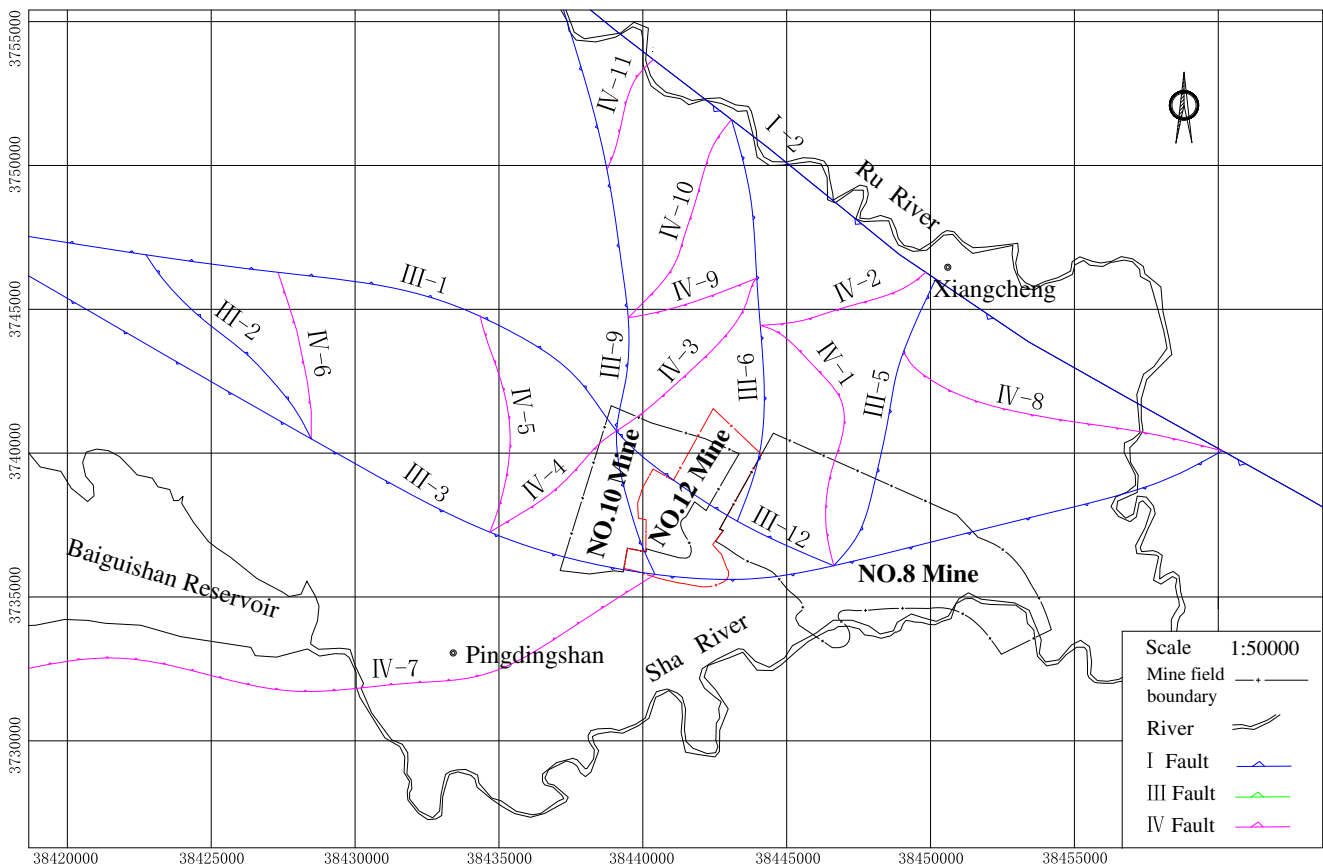 3755000
3750000
3745000
3740000
3735000
3730000
Ⅳ-11
Ⅰ-2
Ru River
Ⅳ-10
Xiangcheng
Ⅲ-1
Ⅳ-9
Ⅳ-2
Ⅲ-2
Ⅳ-6
Ⅲ-9
Ⅳ-3
Ⅲ-6
Ⅳ-1
Ⅲ-5
Ⅳ-8
Ⅳ-5
Ⅲ-3
Ⅳ-4
NO.10 Mine
NO.12 Mine
Ⅲ-12
NO.8 Mine
Baiguishan Reservoir
Sha River
Pingdingshan
Ⅳ-7
Scale 1:50000
Mine field
boundary
River
Ⅰ Fault
Ⅲ Fault
Ⅳ Fault
38420000 38425000 38430000 38435000 38440000 38445000 38450000 38455000